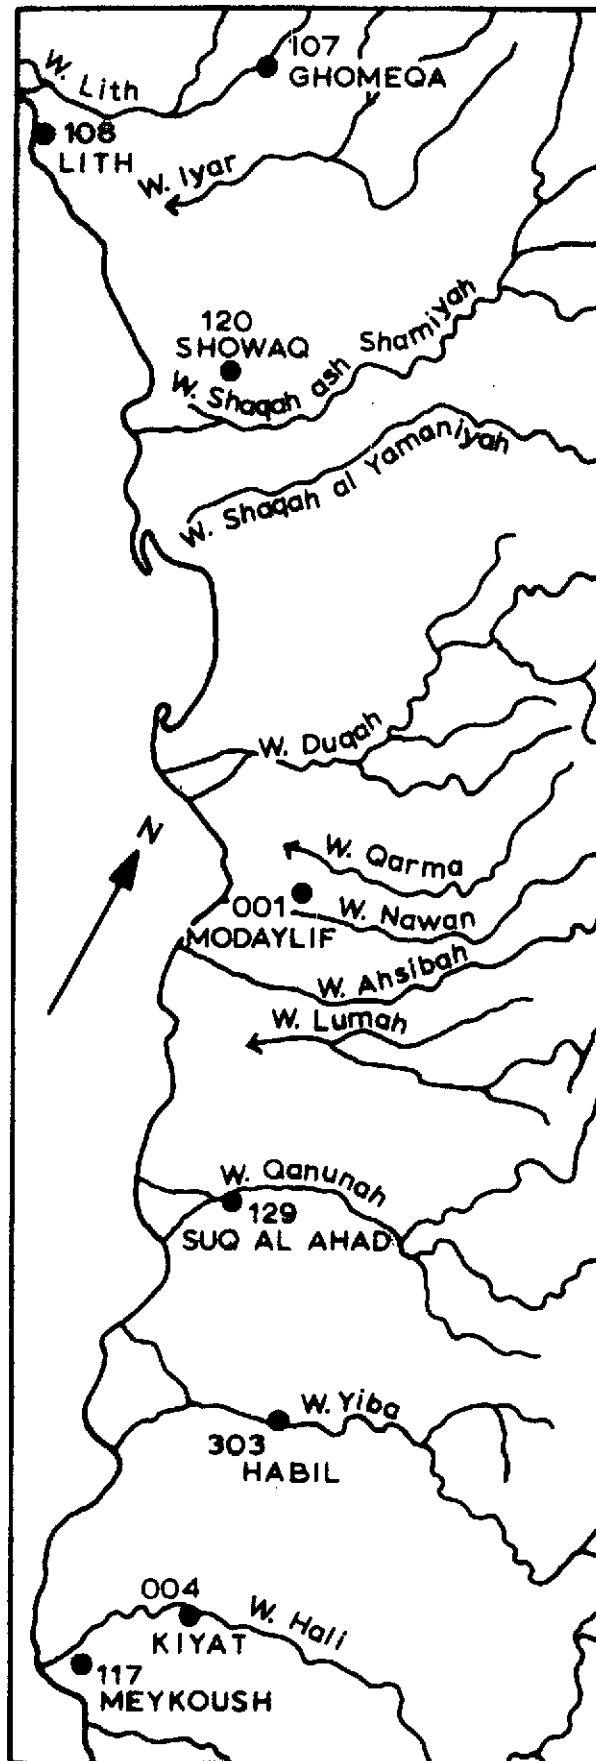 107
GHOMEQA
W. Lith
108
LITH
W. Iyar
120
SHOWAQ
W. Shaqah ash Shamiyah
W. Shaqah al Yamaniyah
W. Duqah
N
W. Qarma
001
W. Nawan
MODAYLIF
W. Ahsibah
W. Lumah
W. Qanunah
129
SUQ AL AHAD
W. Yiba
303
HABIL
004
W. Hali
KIYAT
117
MEYKOUSH